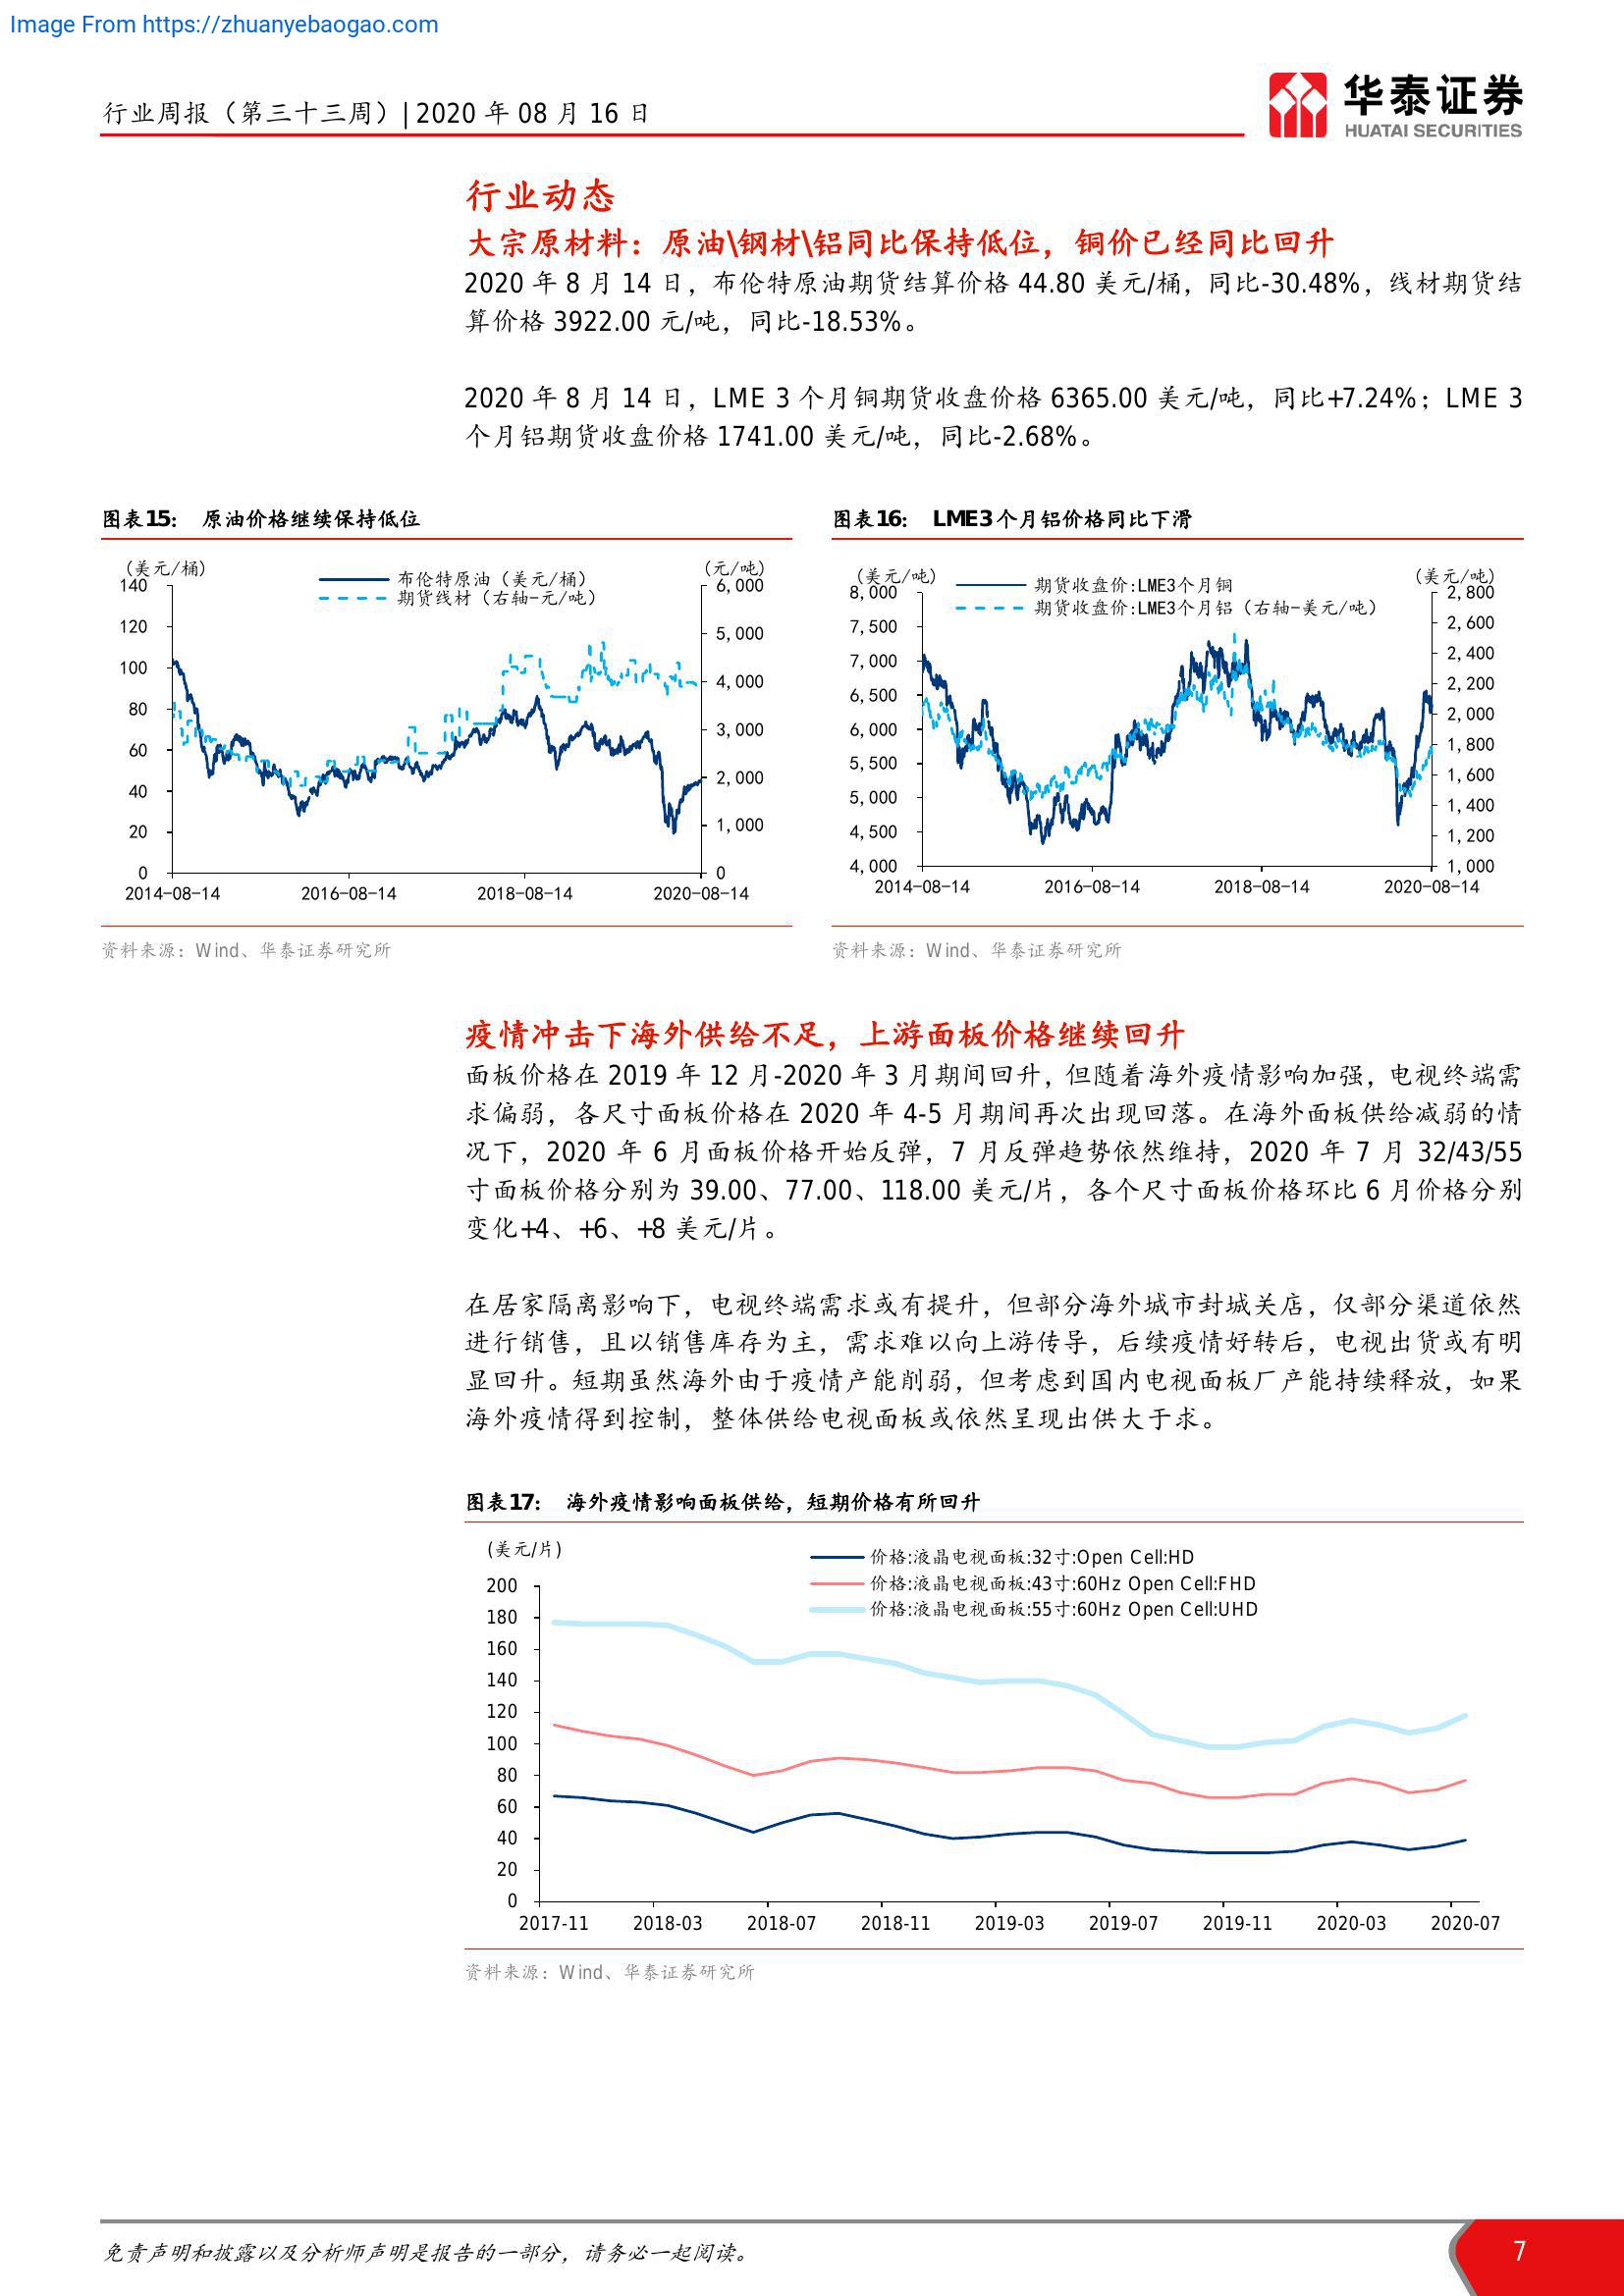 Image From https://zhuanyebaogao.com
行业周报（第三十三周）| 2020 年 08 月 16 日
华泰证券
HUATAI SECURITIES
行业动态
大宗原材料：原油\钢材\铝同比保持低位，铜价已经同比回升
2020 年 8 月 14 日，布伦特原油期货结算价格 44.80 美元/桶，同比-30.48%，线材期货结
算价格 3922.00 元/吨，同比-18.53%。
2020 年 8 月 14 日，LME 3 个月铜期货收盘价格 6365.00 美元/吨，同比+7.24%；LME 3
个月铝期货收盘价格 1741.00 美元/吨，同比-2.68%。
图表15： 原油价格继续保持低位
（美元/桶）
（元/吨）
布伦特原油（美元/桶）
期货线材（右轴-元/吨）
140
120
100
80
60
40
20
0
6,000
5,000
4,000
3,000
2,000
1,000
0
2014-08-14 2016-08-14 2018-08-14 2020-08-14
资料来源：Wind、华泰证券研究所
图表16： LME3 个月铝价格同比下滑
（美元/吨）
（美元/吨）
期货收盘价:LME3个月铜
期货收盘价:LME3个月铝（右轴-美元/吨）
8,000
7,500
7,000
6,500
6,000
5,500
5,000
4,500
4,000
2,800
2,600
2,400
2,200
2,000
1,800
1,600
1,400
1,200
1,000
2014-08-14 2016-08-14 2018-08-14 2020-08-14
资料来源：Wind、华泰证券研究所
疫情冲击下海外供给不足，上游面板价格继续回升
面板价格在 2019 年 12 月-2020 年 3 月期间回升，但随着海外疫情影响加强，电视终端需
求偏弱，各尺寸面板价格在 2020 年 4-5 月期间再次出现回落。在海外面板供给减弱的情
况下，2020 年 6 月面板价格开始反弹，7 月反弹趋势依然维持，2020 年 7 月 32/43/55
寸面板价格分别为 39.00、77.00、118.00 美元/片，各个尺寸面板价格环比 6 月价格分别
变化+4、+6、+8 美元/片。
在居家隔离影响下，电视终端需求或有提升，但部分海外城市封城关店，仅部分渠道依然
进行销售，且以销售库存为主，需求难以向上游传导，后续疫情好转后，电视出货或有明
显回升。短期虽然海外由于疫情产能削弱，但考虑到国内电视面板厂产能持续释放，如果
海外疫情得到控制，整体供给电视面板或依然呈现出供大于求。
图表17： 海外疫情影响面板供给，短期价格有所回升
（美元/片）
价格:液晶电视面板:32寸:Open Cell:HD
价格:液晶电视面板:43寸:60Hz Open Cell:FHD
价格:液晶电视面板:55寸:60Hz Open Cell:UHD
200
180
160
140
120
100
80
60
40
20
0
2017-11 2018-03 2018-07 2018-11 2019-03 2019-07 2019-11 2020-03 2020-07
资料来源：Wind、华泰证券研究所
免责声明和披露以及分析师声明是报告的一部分，请务必一起阅读。
7